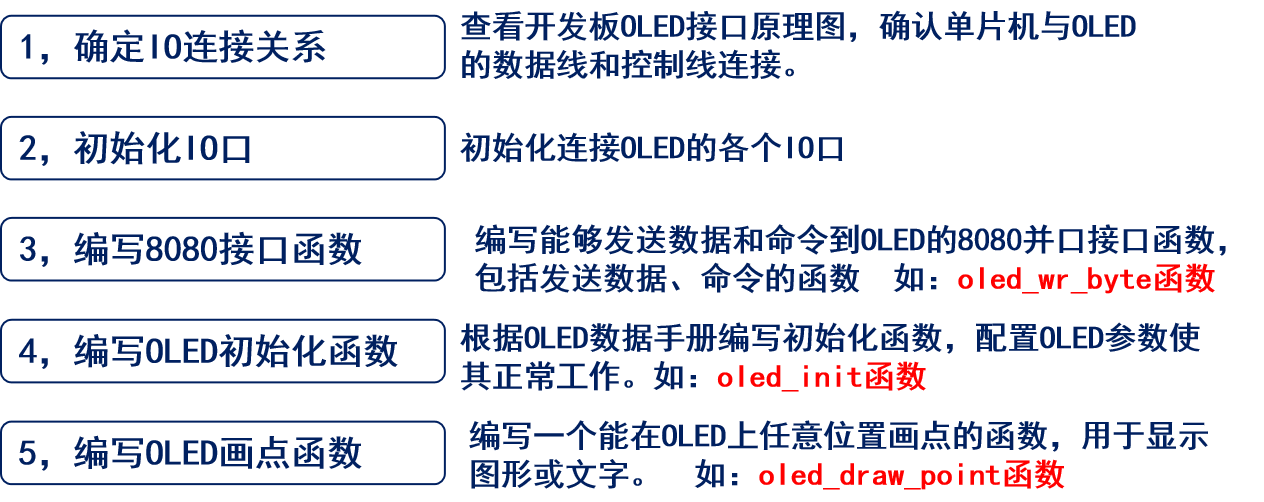 1，确定IO连接关系
查看开发板OLED接口原理图，确认单片机与OLED
的数据线和控制线连接。
2，初始化IO口
初始化连接OLED的各个IO口
3，编写8080接口函数
编写能够发送数据和命令到OLED的8080并口接口函数，
包括发送数据、命令的函数 如：oled_wr_byte函数
4，编写OLED初始化函数
根据OLED数据手册编写初始化函数，配置OLED参数使
其正常工作。如：oled_init函数
5，编写OLED画点函数
编写一个能在OLED上任意位置画点的函数，用于显示
图形或文字。 如：oled_draw_point函数